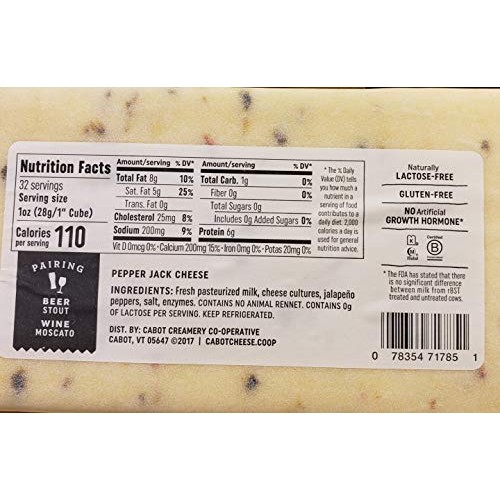 Nutrition Facts
32 servings
Serving size
1oz (28g/1" Cube)
Calories 110
per serving
Amount/serving % DV*
Total Fat 8g 10%
Sat. Fat 5g 25%
Trans. Fat 0g
Cholesterol 25mg 8%
Sodium 200mg 9%
Amount/serving % DV*
Total Carb. 1g 0%
Fiber 0g 0%
Total Sugars 0g
Includes 0g Added Sugars 0%
Protein 6g
Vit D 0mcg 0% · Calcium 200mg 15% · Iron 0mg 0% · Potas 20mg 0%
* The % Daily
Value (DV) tells
you how much a
nutrient in a
serving of food
contributes to a
daily diet. 2,000
calories a day is
used for general
nutrition advice.
Naturally
LACTOSE-FREE
GLUTEN-FREE
NO Artificial
GROWTH HORMONE*
Halal
Certified
B
* The FDA has stated that there
is no significant difference
between milk from rBST
treated and untreated cows.
PAIRING
BEER
STOUT
WINE
MOSCATO
PEPPER JACK CHEESE
INGREDIENTS: Fresh pasteurized milk, cheese cultures, jalapeño
peppers, salt, enzymes. CONTAINS NO ANIMAL RENNET. CONTAINS 0g
OF LACTOSE PER SERVING. KEEP REFRIGERATED.
DIST. BY: CABOT CREAMERY CO-OPERATIVE
CABOT, VT 05647 ©2017 | CABOTCHEESE.COOP
0 78354 71785 1